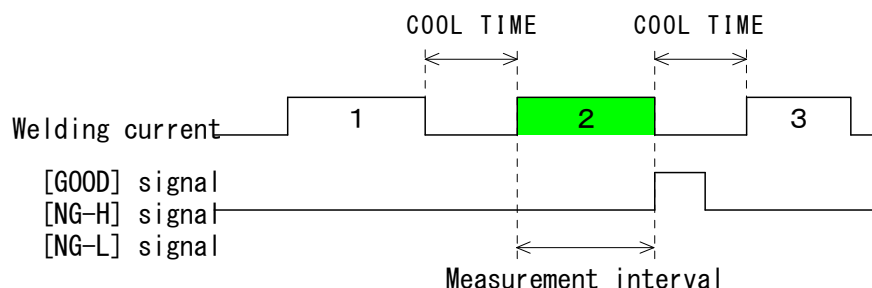 COOL TIME COOL TIME
Welding current 1 2 3
[GOOD] signal
[NG-H] signal
[NG-L] signal
Measurement interval